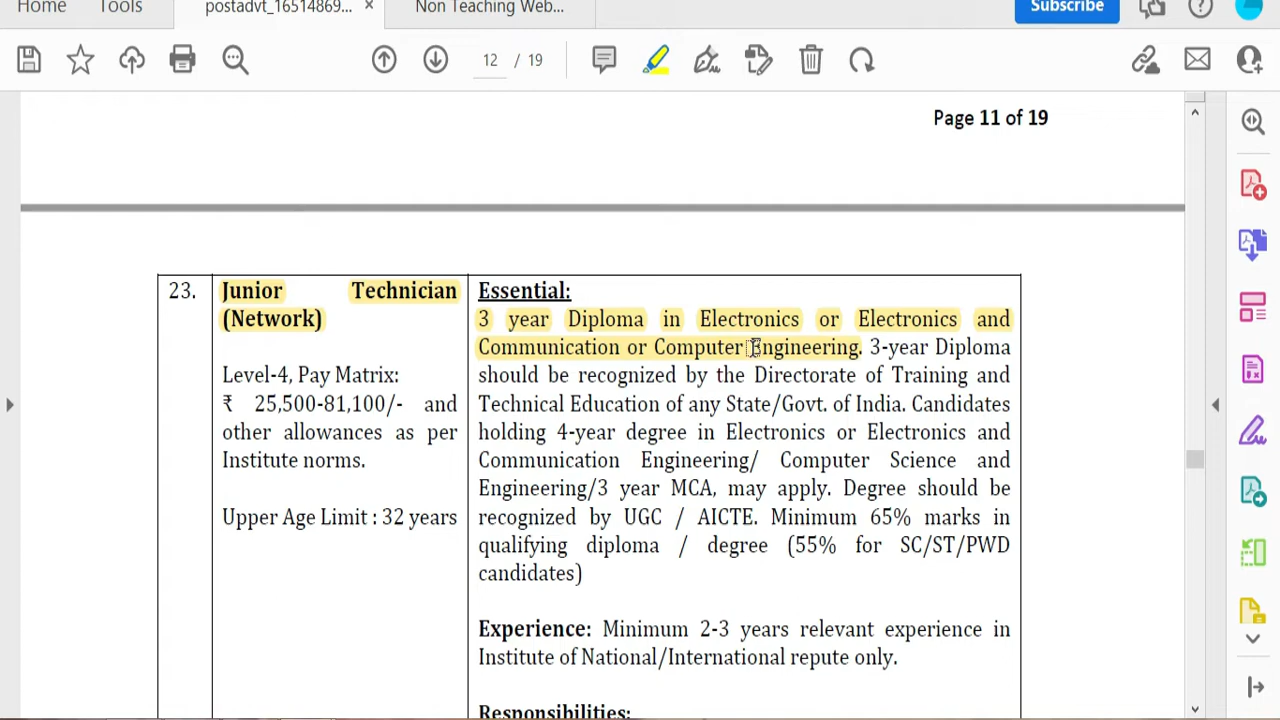 Home Tools postadvt_16514869... × Non Teaching Web... Subscribe
12 / 19
Page 11 of 19
23. Junior Technician (Network)
Level-4, Pay Matrix:
₹ 25,500-81,100/- and
other allowances as per
Institute norms.
Upper Age Limit : 32 years
Essential:
3 year Diploma in Electronics or Electronics and
Communication or Computer Engineering. 3-year Diploma
should be recognized by the Directorate of Training and
Technical Education of any State/Govt. of India. Candidates
holding 4-year degree in Electronics or Electronics and
Communication Engineering/ Computer Science and
Engineering/3 year MCA, may apply. Degree should be
recognized by UGC / AICTE. Minimum 65% marks in
qualifying diploma / degree (55% for SC/ST/PWD
candidates)
Experience: Minimum 2-3 years relevant experience in
Institute of National/International repute only.
Responsibilities: